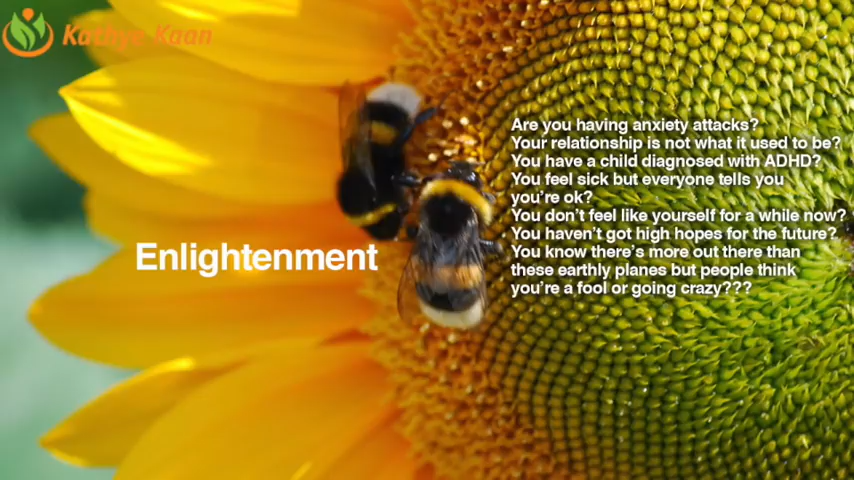 Kathye Kaan
Enlightenment
Are you having anxiety attacks?
Your relationship is not what it used to be?
You have a child diagnosed with ADHD?
You feel sick but everyone tells you
you're ok?
You don't feel like yourself for a while now?
You haven't got high hopes for the future?
You know there's more out there than
these earthly planes but people think
you're a fool or going crazy???